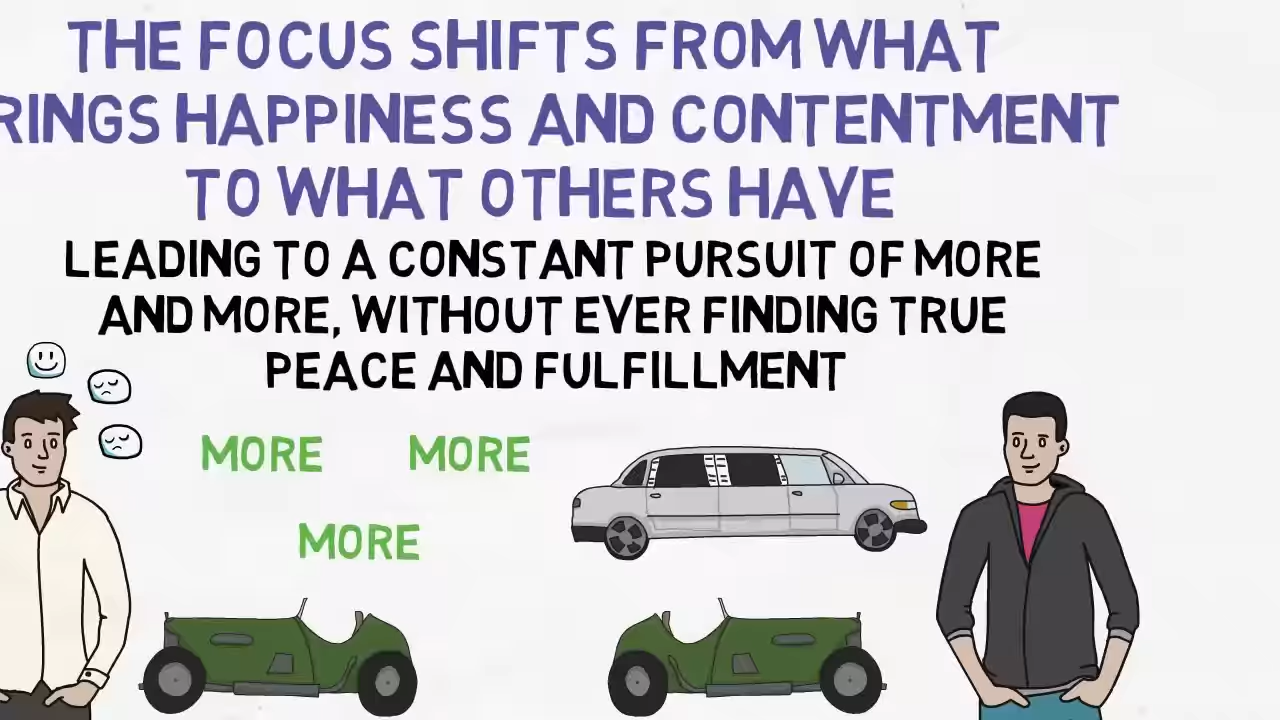 THE FOCUS SHIFTS FROM WHAT
RINGS HAPPINESS AND CONTENTMENT
TO WHAT OTHERS HAVE
LEADING TO A CONSTANT PURSUIT OF MORE
AND MORE, WITHOUT EVER FINDING TRUE
PEACE AND FULFILLMENT
MORE MORE
MORE